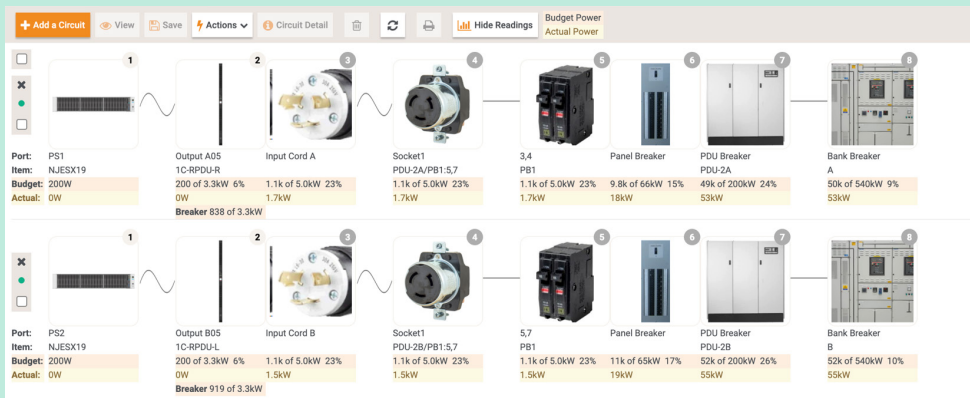 + Add a Circuit View Save Actions Circuit Detail Hide Readings Budget Power
Actual Power
1 2 3 4 5 6 7 8
Port: PS1 Output A05 Input Cord A Socket1 3,4 Panel Breaker PDU Breaker Bank Breaker
Item: NJESX19 1C-RPDU-R PDU-2A/PB1:5,7 PB1 PDU-2A A
Budget: 200W 200 of 3.3kW 6% 1.1k of 5.0kW 23% 1.1k of 5.0kW 23% 1.1k of 5.0kW 23% 9.8k of 66kW 15% 49k of 200kW 24% 50k of 540kW 9%
Actual: 0W 0W 1.7kW 1.7kW 1.7kW 18kW 53kW 53kW
Breaker 838 of 3.3kW
1 2 3 4 5 6 7 8
Port: PS2 Output B05 Input Cord B Socket1 5,7 Panel Breaker PDU Breaker Bank Breaker
Item: NJESX19 1C-RPDU-L PDU-2B/PB1:5,7 PB1 PDU-2B B
Budget: 200W 200 of 3.3kW 6% 1.1k of 5.0kW 23% 1.1k of 5.0kW 23% 1.1k of 5.0kW 23% 11k of 65kW 17% 52k of 200kW 26% 52k of 540kW 10%
Actual: 0W 0W 1.5kW 1.5kW 1.5kW 19kW 55kW 55kW
Breaker 919 of 3.3kW